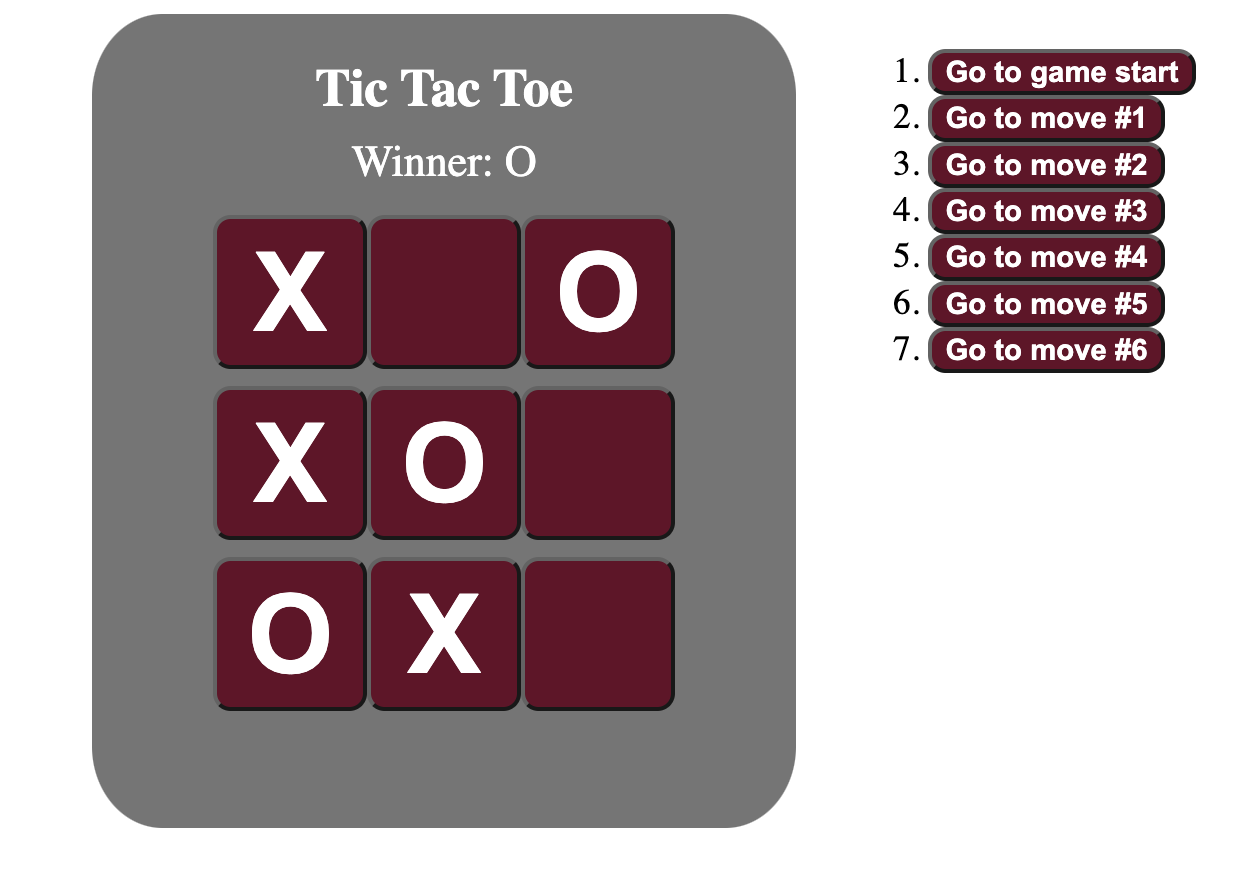 Tic Tac Toe
Winner: O
X O
X O
O X
1. Go to game start
2. Go to move #1
3. Go to move #2
4. Go to move #3
5. Go to move #4
6. Go to move #5
7. Go to move #6